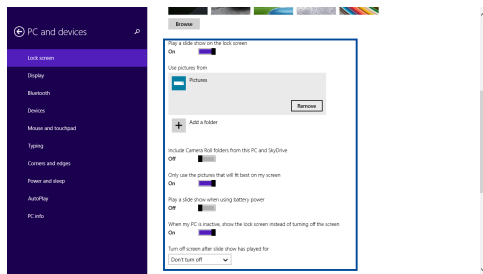 PC and devices
Lock screen
Display
Bluetooth
Devices
Mouse and touchpad
Typing
Corners and edges
Power and sleep
AutoPlay
PC info
Browse
Play a slide show on the lock screen
On
Use pictures from
Pictures
Remove
Add a folder
Include Camera Roll folders from this PC and SkyDrive
Off
Only use the pictures that will fit best on my screen
On
Play a slide show when using battery power
Off
When my PC is inactive, show the lock screen instead of turning off the screen
On
Turn off screen after slide show has played for
Don't turn off